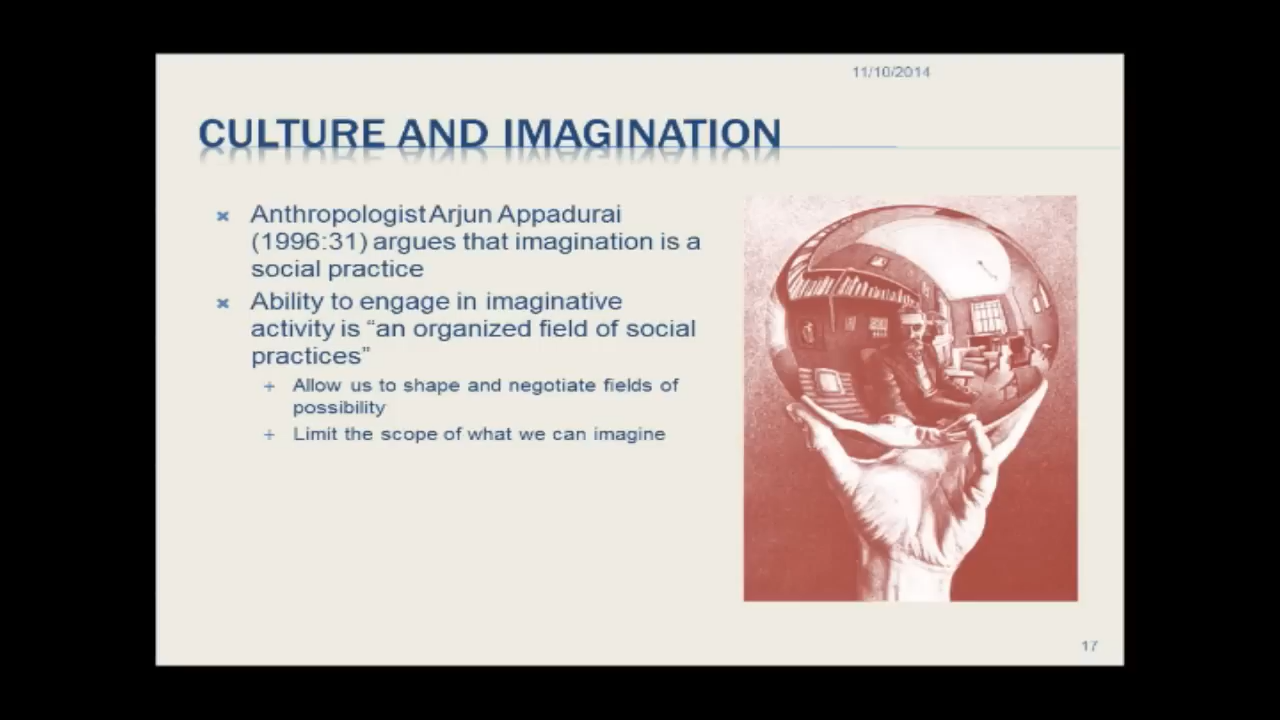 11/10/2014
CULTURE AND IMAGINATION
Anthropologist Arjun Appadurai
(1996:31) argues that imagination is a
social practice
Ability to engage in imaginative
activity is “an organized field of social
practices”
+ Allow us to shape and negotiate fields of
possibility
+ Limit the scope of what we can imagine
17